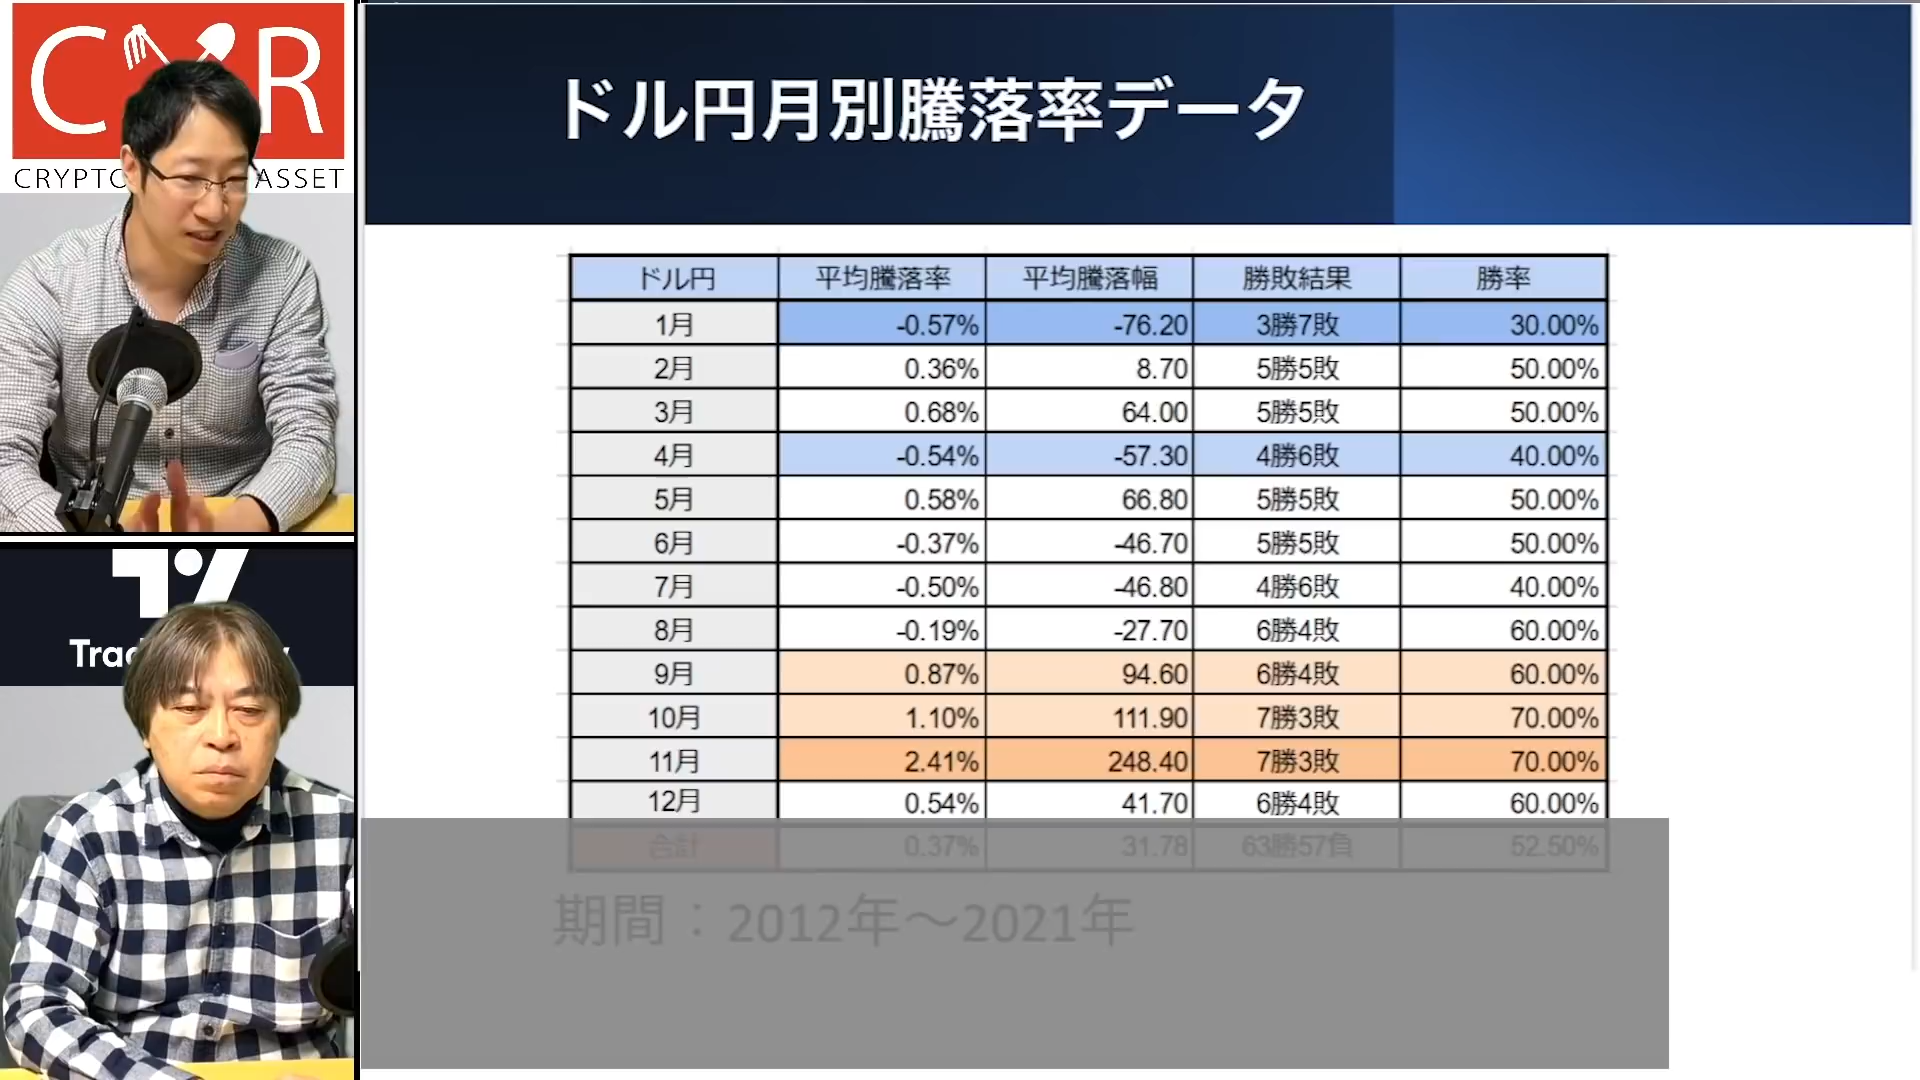 C R
CRYPTO ASSET
ドル円月別騰落率データ
ドル円 平均騰落率 平均騰落幅 勝敗結果 勝率
1月 -0.57% -76.20 3勝7敗 30.00%
2月 0.36% 8.70 5勝5敗 50.00%
3月 0.68% 64.00 5勝5敗 50.00%
4月 -0.54% -57.30 4勝6敗 40.00%
5月 0.58% 66.80 5勝5敗 50.00%
6月 -0.37% -46.70 5勝5敗 50.00%
7月 -0.50% -46.80 4勝6敗 40.00%
8月 -0.19% -27.70 6勝4敗 60.00%
9月 0.87% 94.60 6勝4敗 60.00%
10月 1.10% 111.90 7勝3敗 70.00%
11月 2.41% 248.40 7勝3敗 70.00%
12月 0.54% 41.70 6勝4敗 60.00%
合計 0.37% 31.78 63勝57負 52.50%
期間：2012年～2021年